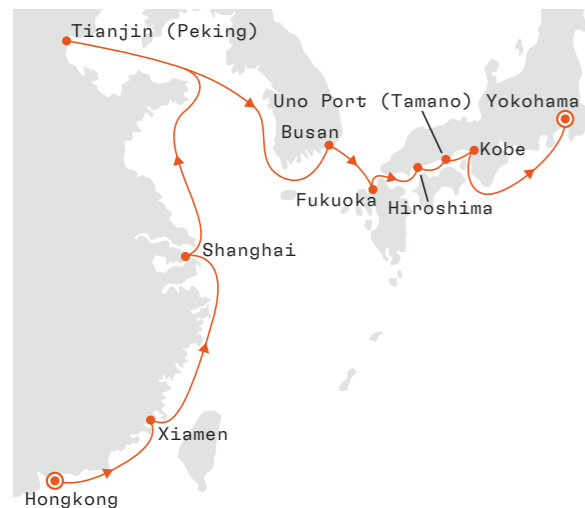 Tianjin (Peking)
Uno Port (Tamano)
Yokohama
Busan
Kobe
Fukuoka
Hiroshima
Shanghai
Xiamen
Hongkong